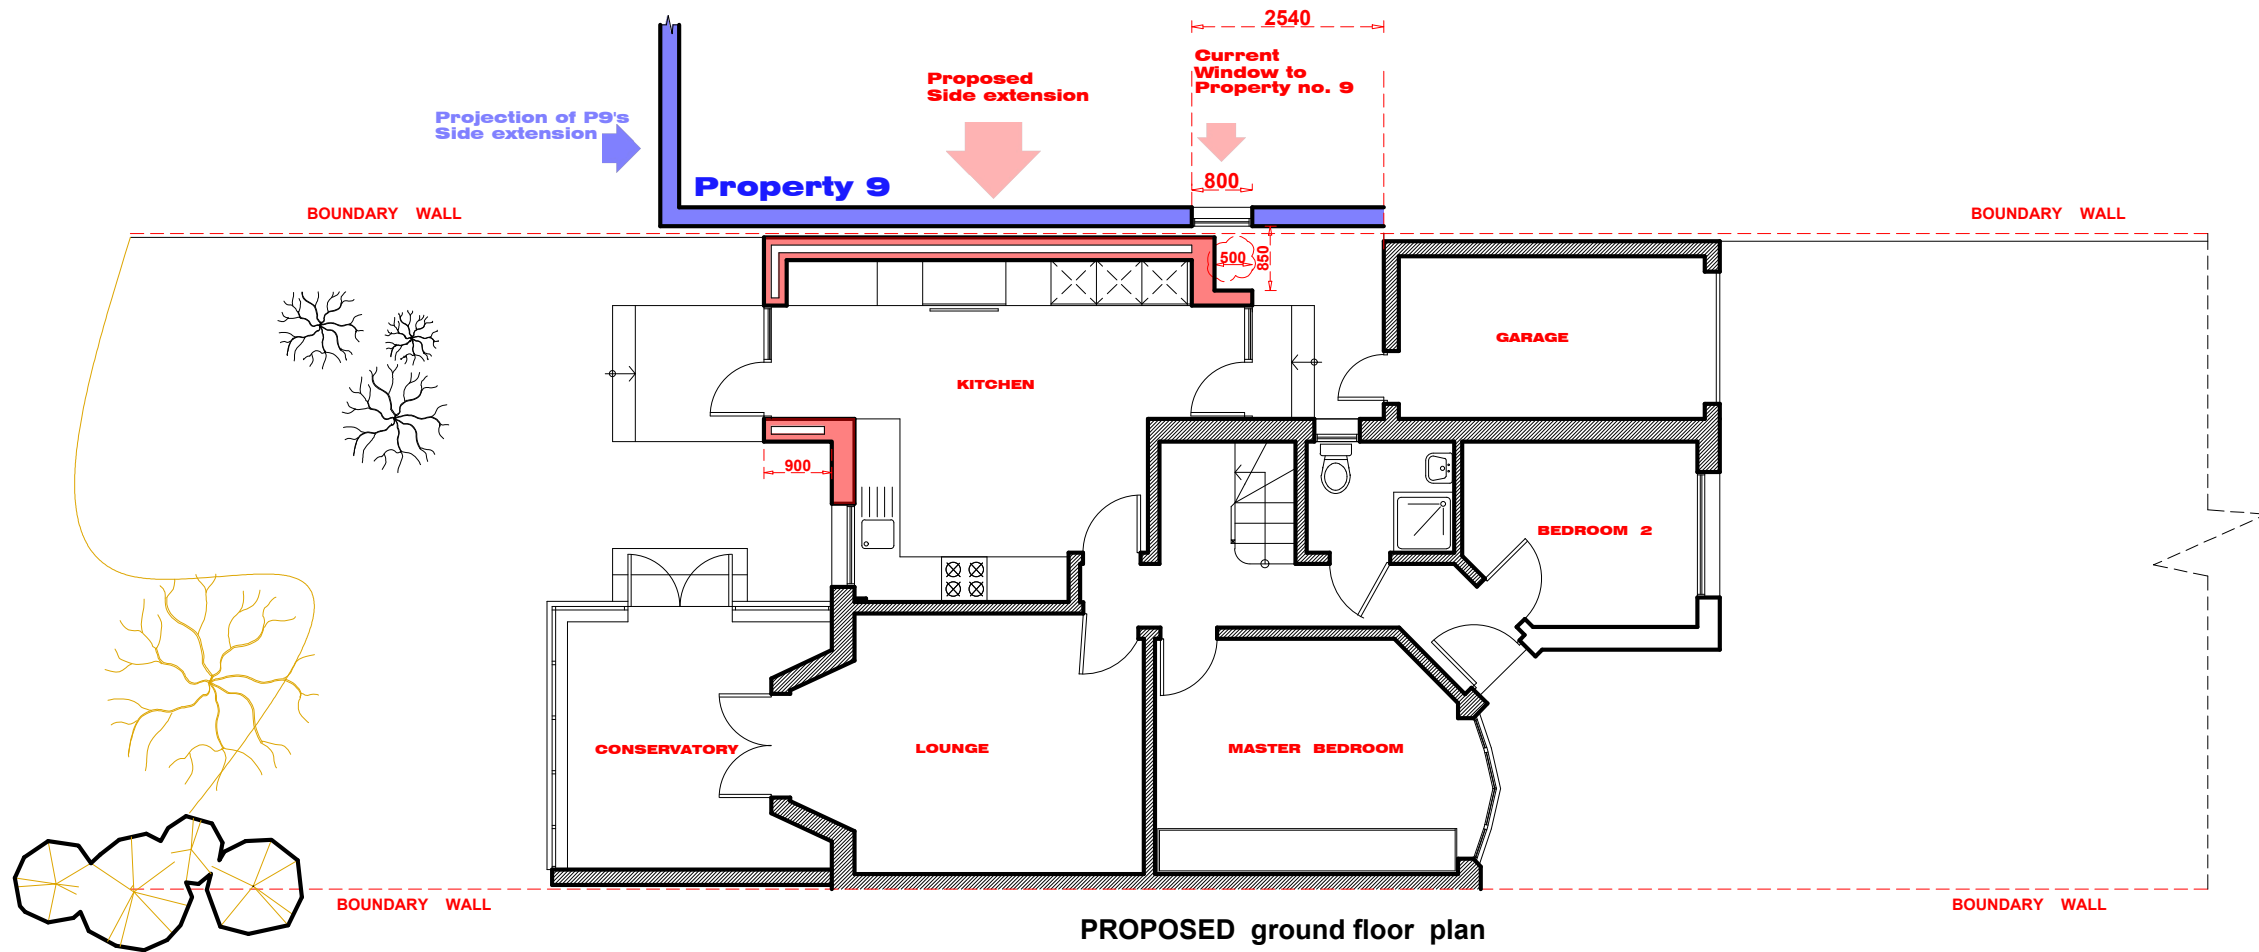 2540
Current
Window to
Property no. 9
Proposed
Side extension
Projection of P9's
Side extension
Property 9
800
BOUNDARY WALL
BOUNDARY WALL
500
850
GARAGE
KITCHEN
900
BEDROOM 2
CONSERVATORY
LOUNGE
MASTER BEDROOM
BOUNDARY WALL
BOUNDARY WALL
PROPOSED ground floor plan